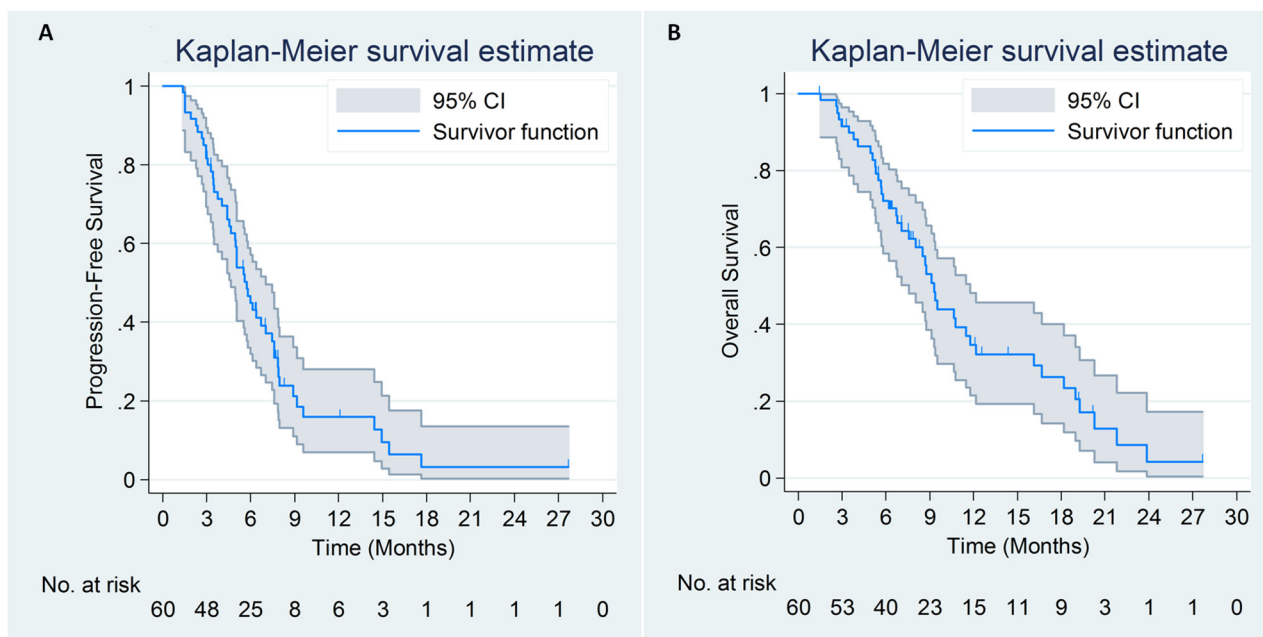 A
Kaplan-Meier survival estimate
95% CI
Survivor function
Progression-Free Survival
1
.8
.6
.4
.2
0
0 3 6 9 12 15 18 21 24 27 30
Time (Months)
No. at risk
60 48 25 8 6 3 1 1 1 1 0
B
Kaplan-Meier survival estimate
95% CI
Survivor function
Overall Survival
1
.8
.6
.4
.2
0
0 3 6 9 12 15 18 21 24 27 30
Time (Months)
No. at risk
60 53 40 23 15 11 9 3 1 1 0